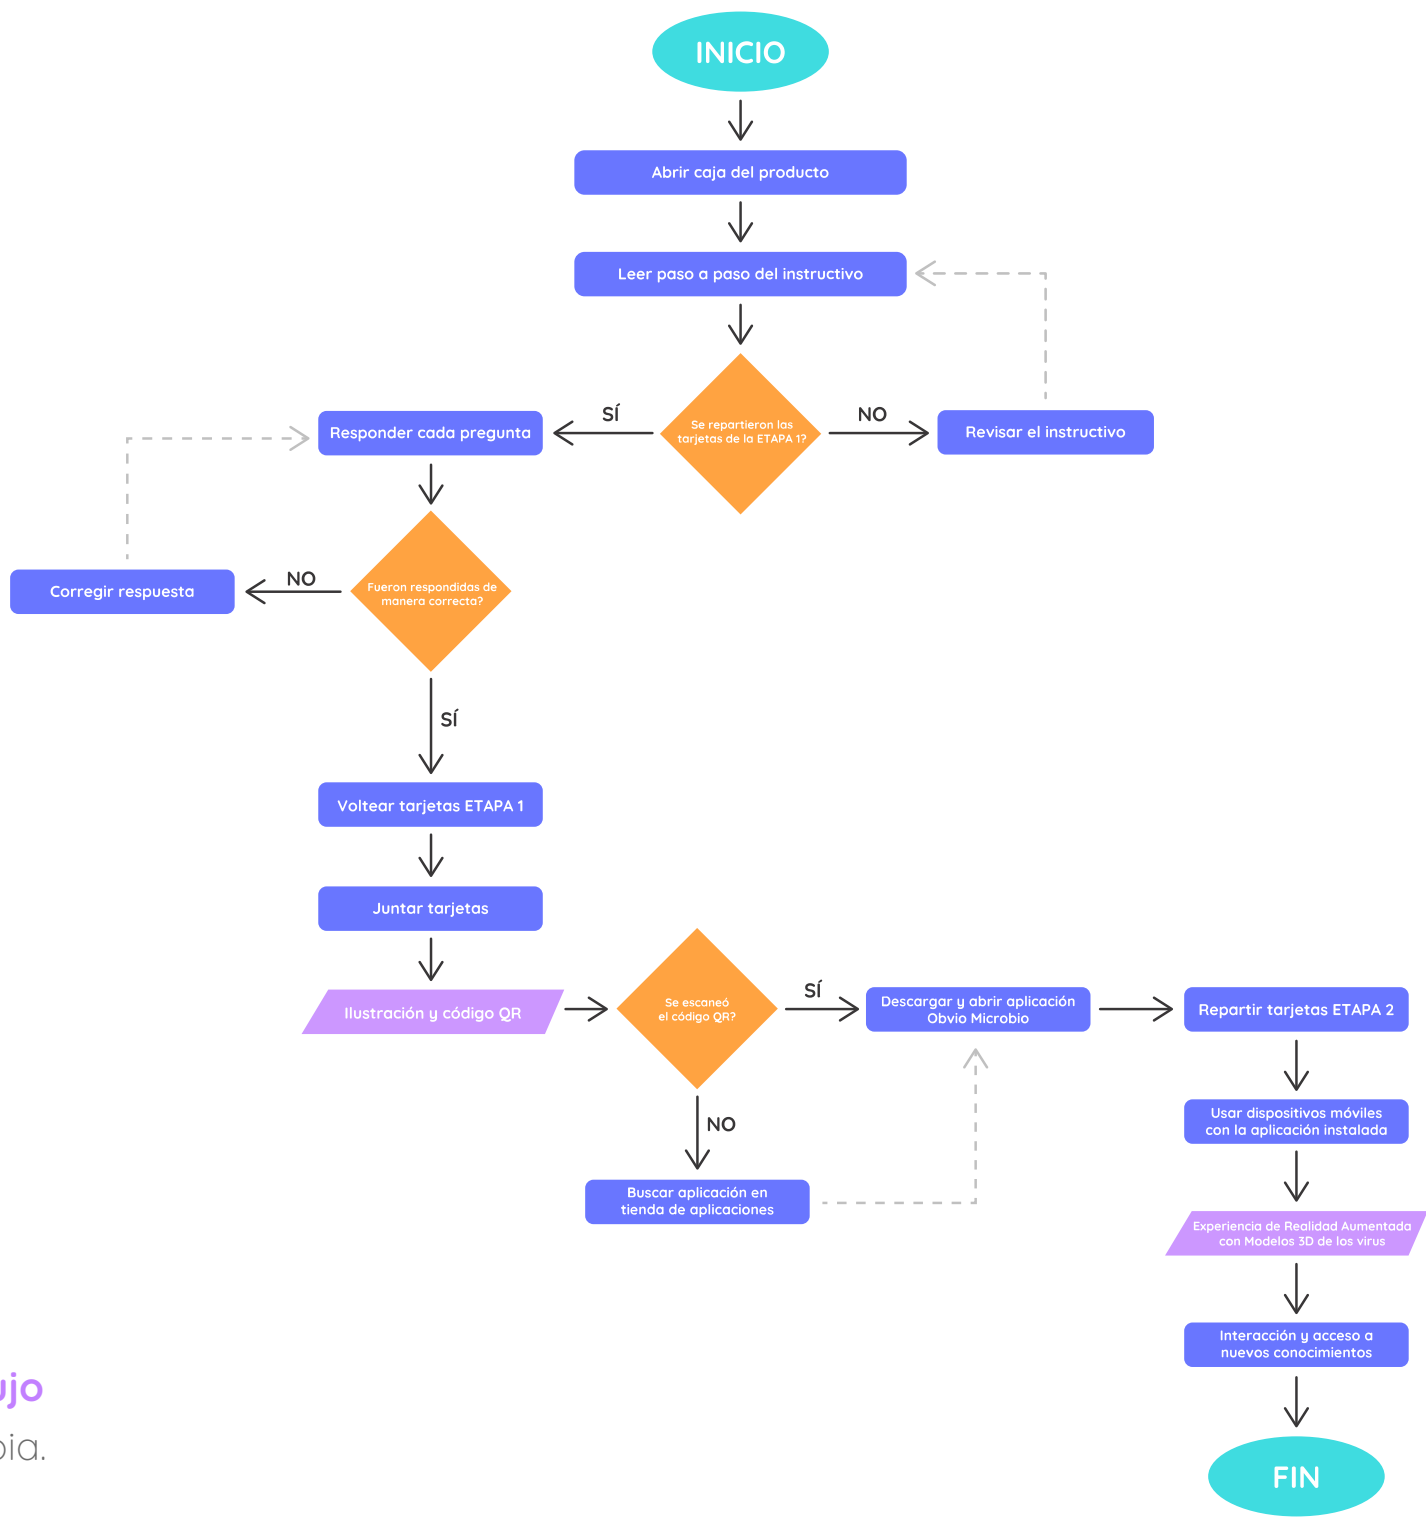 INICIO
Abrir caja del producto
Leer paso a paso del instructivo
Se repartieron las
tarjetas de la ETAPA 1?
SÍ
NO
Responder cada pregunta
Revisar el instructivo
Fueron respondidas de
manera correcta?
NO
Corregir respuesta
SÍ
Voltear tarjetas ETAPA 1
Juntar tarjetas
Ilustración y código QR
Se escaneó
el código QR?
SÍ
Descargar y abrir aplicación
Obvio Microbio
Repartir tarjetas ETAPA 2
NO
Buscar aplicación en
tienda de aplicaciones
Usar dispositivos móviles
con la aplicación instalada
Experiencia de Realidad Aumentada
con Modelos 3D de los virus
Interacción y acceso a
nuevos conocimientos
FIN